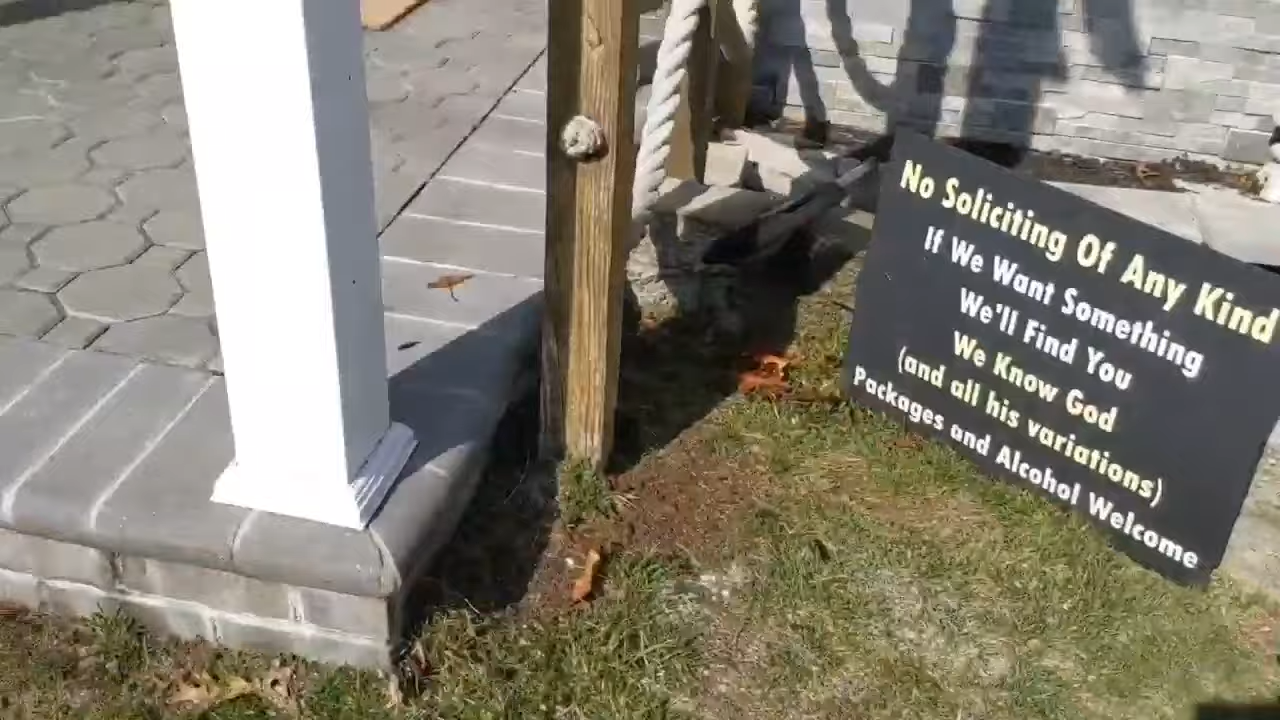 No Soliciting Of Any Kind
If We Want Something
We'll Find You
We Know God
(and all his variations)
Packages and Alcohol Welcome